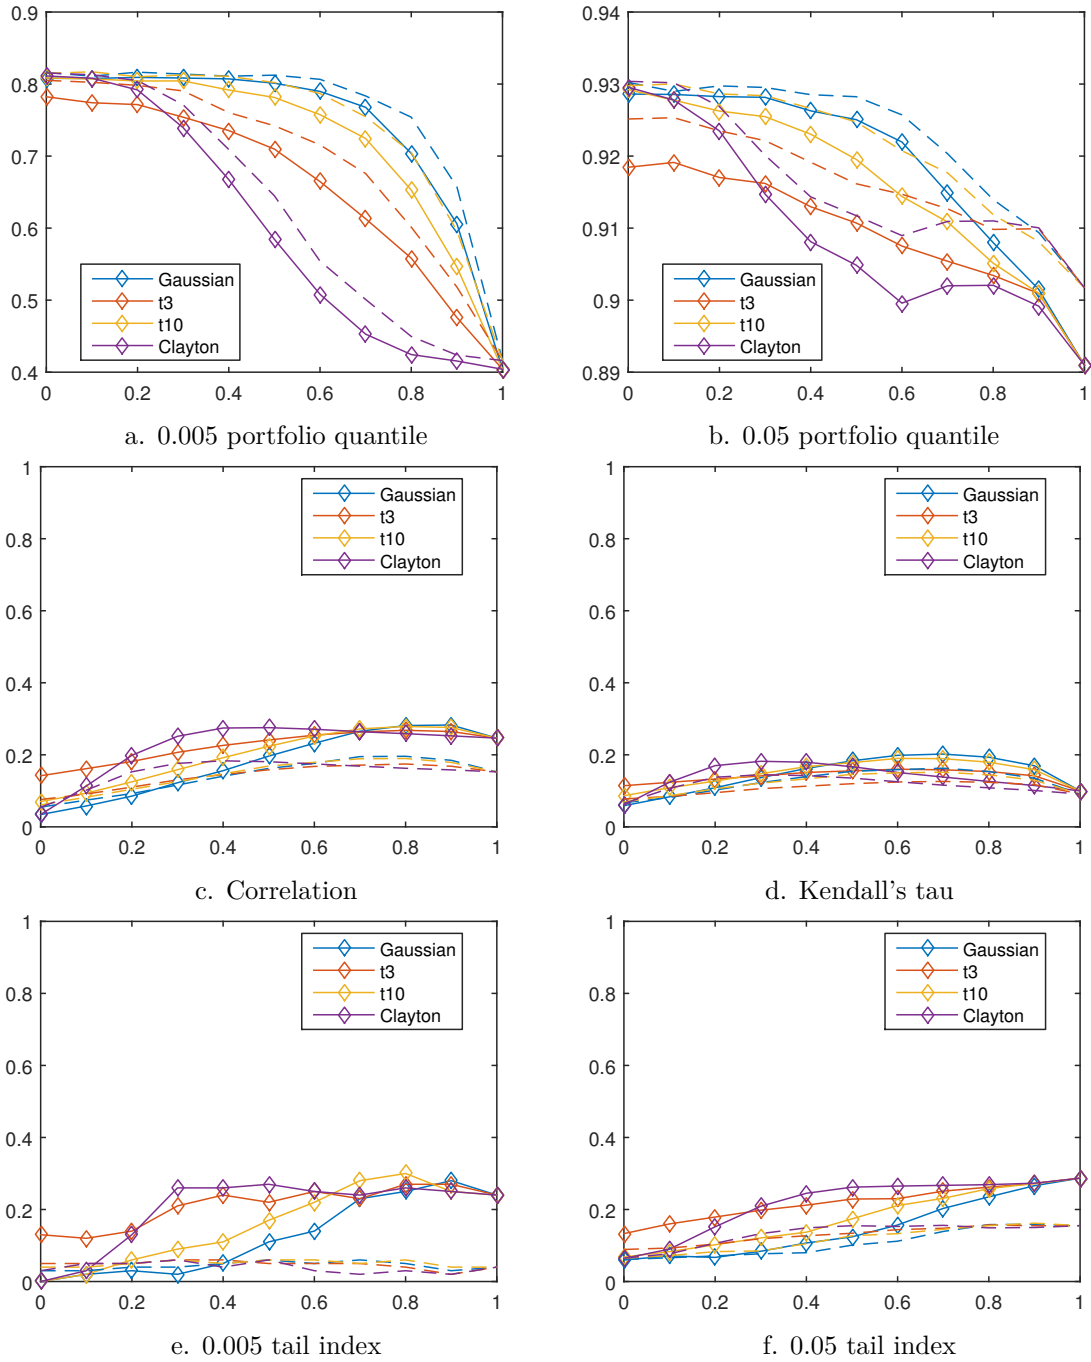 0.9
0.8
0.7
0.6
0.5
0.4
0 0.2 0.4 0.6 0.8 1
Gaussian
t3
t10
Clayton
a. 0.005 portfolio quantile
0.94
0.93
0.92
0.91
0.9
0.89
0 0.2 0.4 0.6 0.8 1
Gaussian
t3
t10
Clayton
b. 0.05 portfolio quantile
1
0.8
0.6
0.4
0.2
0
0 0.2 0.4 0.6 0.8 1
Gaussian
t3
t10
Clayton
c. Correlation
1
0.8
0.6
0.4
0.2
0
0 0.2 0.4 0.6 0.8 1
Gaussian
t3
t10
Clayton
d. Kendall's tau
1
0.8
0.6
0.4
0.2
0
0 0.2 0.4 0.6 0.8 1
Gaussian
t3
t10
Clayton
e. 0.005 tail index
1
0.8
0.6
0.4
0.2
0
0 0.2 0.4 0.6 0.8 1
Gaussian
t3
t10
Clayton
f. 0.05 tail index